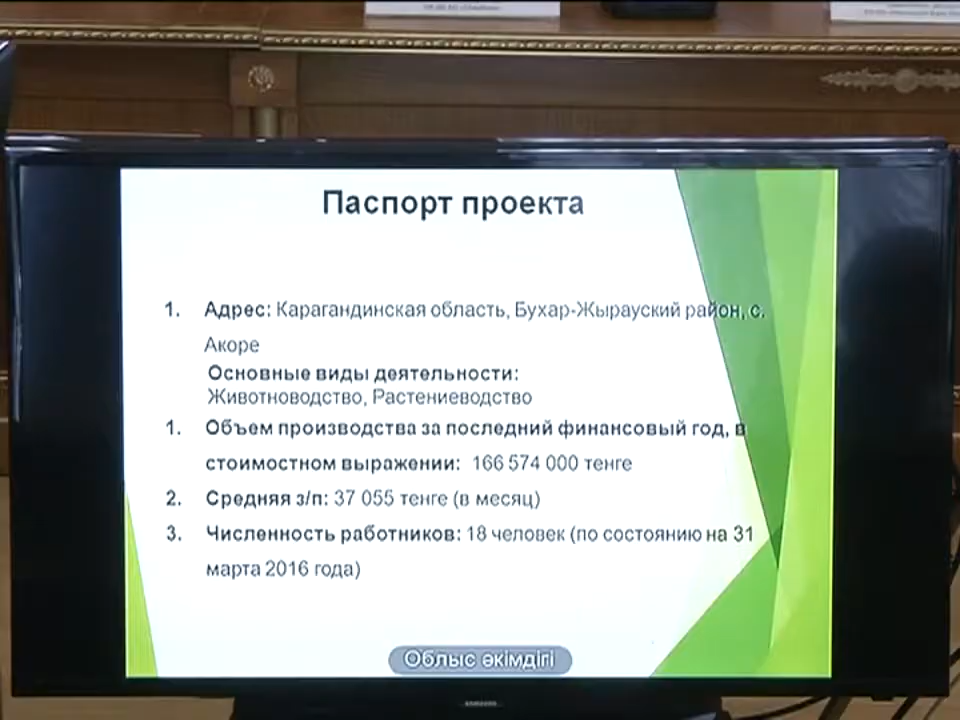 Паспорт проекта
1. Адрес: Карагандинская область, Бухар-Жырауский район, с.
Акоре
Основные виды деятельности:
Животноводство, Растениеводство
1. Объем производства за последний финансовый год, в
стоимостном выражении: 166 574 000 тенге
2. Средняя з/п: 37 055 тенге (в месяц)
3. Численность работников: 18 человек (по состоянию на 31
марта 2016 года)
Облыс әкімдігі
SAMSUNG